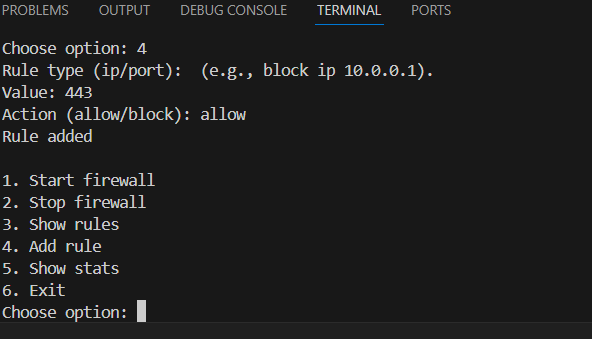 PROBLEMS OUTPUT DEBUG CONSOLE TERMINAL PORTS
Choose option: 4
Rule type (ip/port):  (e.g., block ip 10.0.0.1).
Value: 443
Action (allow/block): allow
Rule added
1. Start firewall
2. Stop firewall
3. Show rules
4. Add rule
5. Show stats
6. Exit
Choose option: